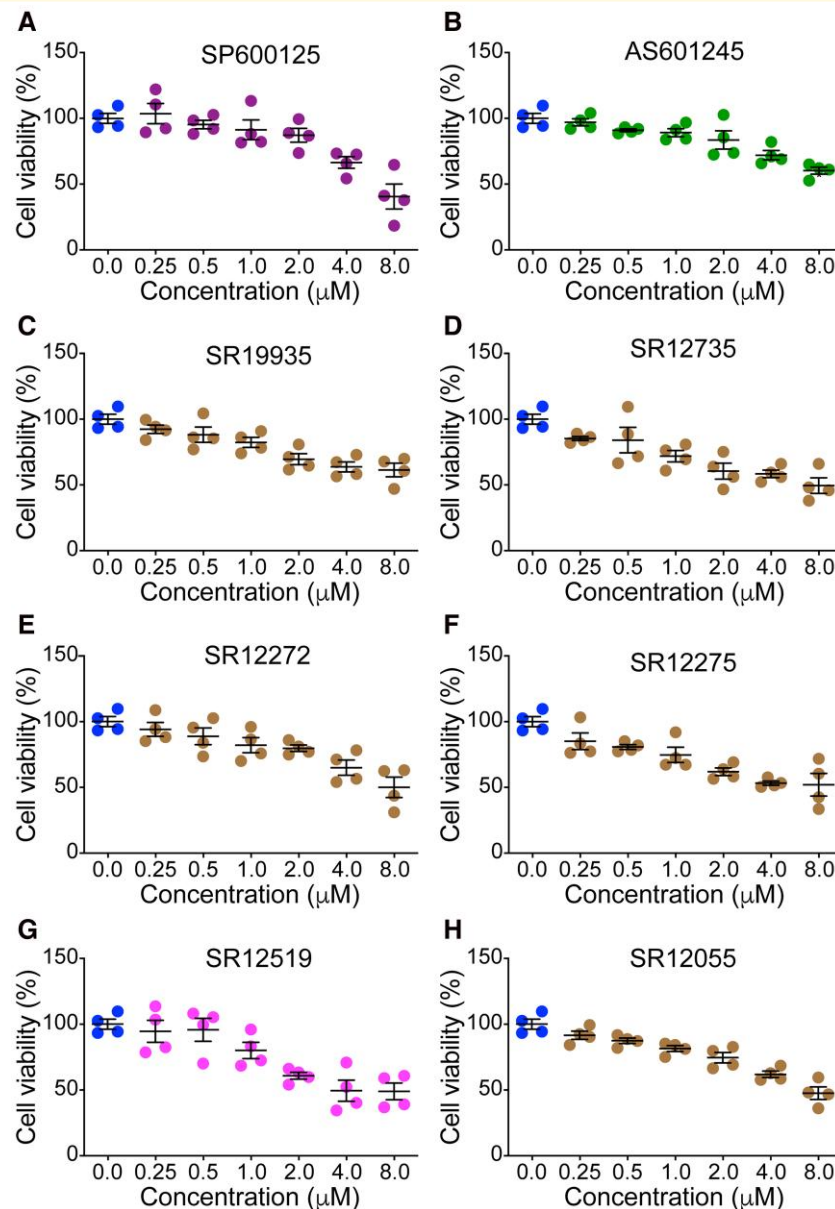 A
SP600125
Cell viability (%)
150
100
50
0
0.0 0.25 0.5 1.0 2.0 4.0 8.0
Concentration (μM)
B
AS601245
Cell viability (%)
150
100
50
0
0.0 0.25 0.5 1.0 2.0 4.0 8.0
Concentration (μM)
C
SR19935
Cell viability (%)
150
100
50
0
0.0 0.25 0.5 1.0 2.0 4.0 8.0
Concentration (μM)
D
SR12735
Cell viability (%)
150
100
50
0
0.0 0.25 0.5 1.0 2.0 4.0 8.0
Concentration (μM)
E
SR12272
Cell viability (%)
150
100
50
0
0.0 0.25 0.5 1.0 2.0 4.0 8.0
Concentration (μM)
F
SR12275
Cell viability (%)
150
100
50
0
0.0 0.25 0.5 1.0 2.0 4.0 8.0
Concentration (μM)
G
SR12519
Cell viability (%)
150
100
50
0
0.0 0.25 0.5 1.0 2.0 4.0 8.0
Concentration (μM)
H
SR12055
Cell viability (%)
150
100
50
0
0.0 0.25 0.5 1.0 2.0 4.0 8.0
Concentration (μM)